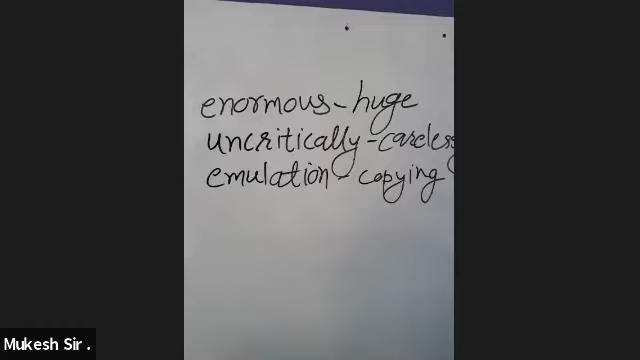 enormous - huge
uncritically - careless
emulation - copying
Mukesh Sir .